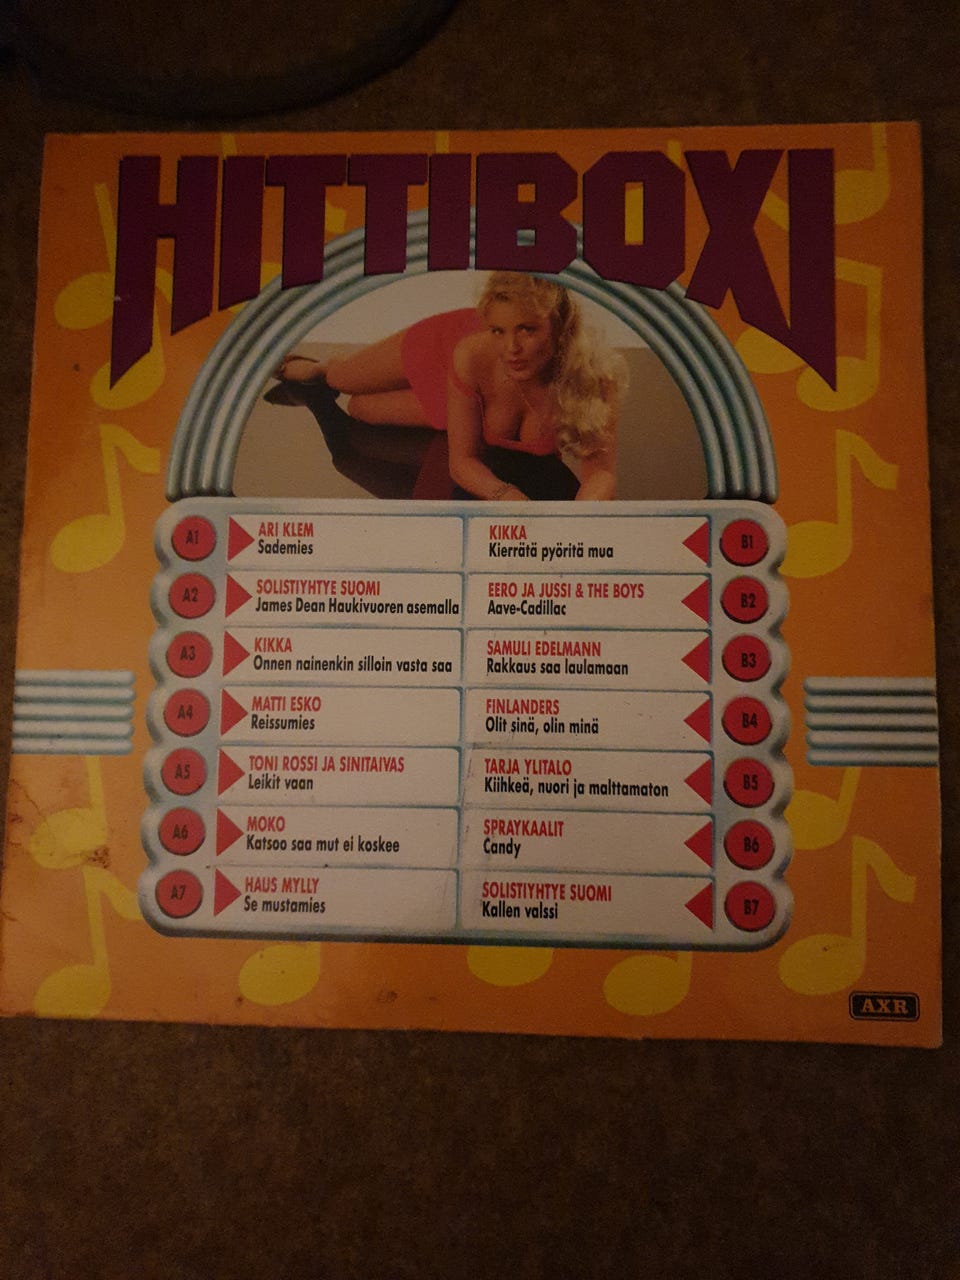 HITTIBOXI
A1
ARI KLEM
Sademies
A2
SOLISTIYHTYE SUOMI
James Dean Haukivuoren asemalla
A3
KIKKA
Onnen nainenkin silloin vasta saa
A4
MATTI ESKO
Reissumies
A5
TONI ROSSI JA SINITAIVAS
Leikit vaan
A6
MOKO
Katsoo saa mut ei koskee
A7
HAUS MYLLY
Se mustamies
KIKKA
Kierrätä pyöritä mua
B1
EERO JA JUSSI & THE BOYS
Aave-Cadillac
B2
SAMULI EDELMANN
Rakkaus saa laulamaan
B3
FINLANDERS
Olit sinä, olin minä
B4
TARJA YLITALO
Kiihkeä, nuori ja malttamaton
B5
SPRAYKAALIT
Candy
B6
SOLISTIYHTYE SUOMI
Kallen valssi
B7
AXR